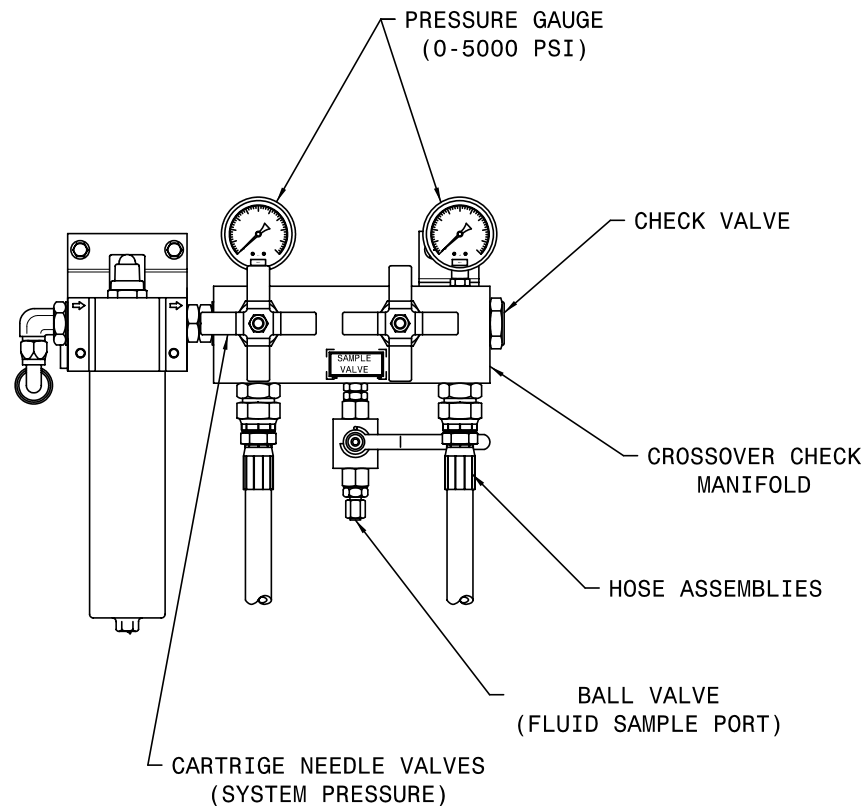 PRESSURE GAUGE
(0-5000 PSI)
CHECK VALVE
SAMPLE
VALVE
CROSSOVER CHECK
MANIFOLD
HOSE ASSEMBLIES
BALL VALVE
(FLUID SAMPLE PORT)
CARTRIGE NEEDLE VALVES
(SYSTEM PRESSURE)